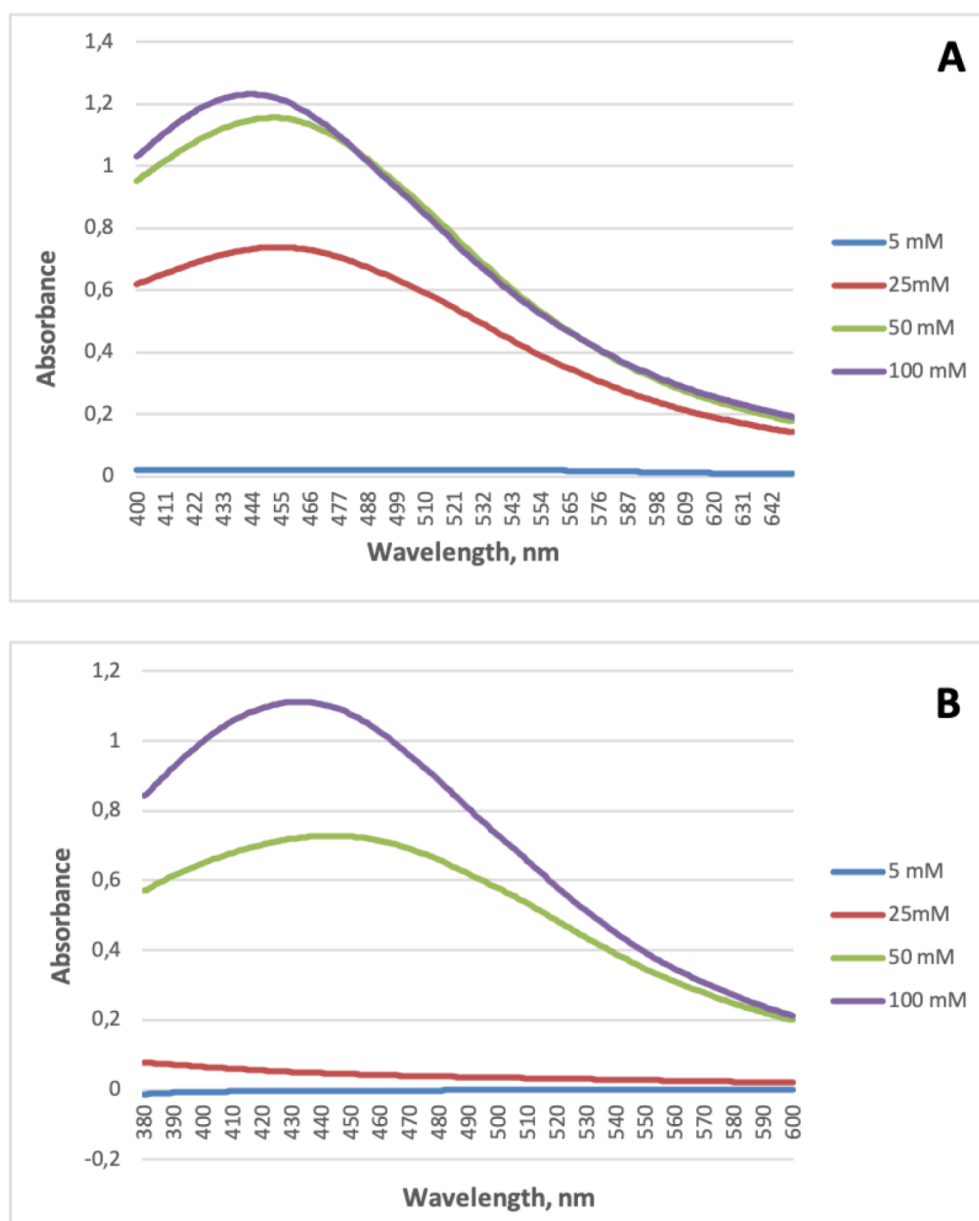 A
1,4
1,2
1
0,8
0,6
0,4
0,2
0
Absorbance
400 411 422 433 444 455 466 477 488 499 510 521 532 543 554 565 576 587 598 609 620 631 642
Wavelength, nm
5 mM
25mM
50 mM
100 mM
B
1,2
1
0,8
0,6
0,4
0,2
0
-0,2
Absorbance
380 390 400 410 420 430 440 450 460 470 480 490 500 510 520 530 540 550 560 570 580 590 600
Wavelength, nm
5 mM
25mM
50 mM
100 mM